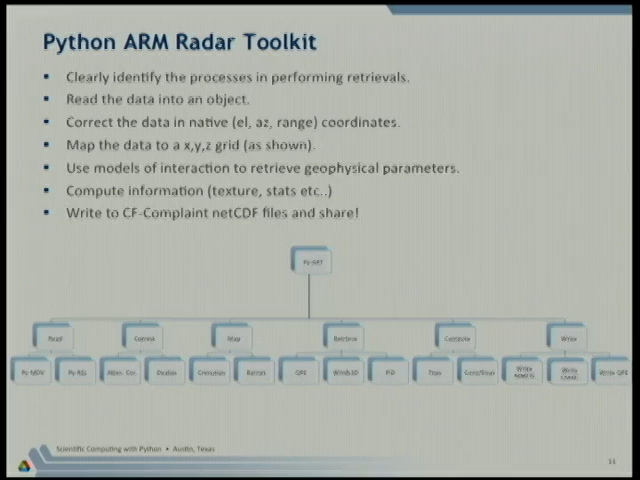 Python ARM Radar Toolkit
Clearly identify the processes in performing retrievals.
Read the data into an object.
Correct the data in native (el, az, range) coordinates.
Map the data to a x,y,z grid (as shown).
Use models of interaction to retrieve geophysical parameters.
Compute information (texture, stats etc..)
Write to CF-Complaint netCDF files and share!
Py-ART
Read
Correct
Map
Retrieve
Compute
Write
Py-MDV
Py-RSL
Dealias
QPE
PID
Write
Write
Write QPE
Scientific Computing with Python • Austin, Texas